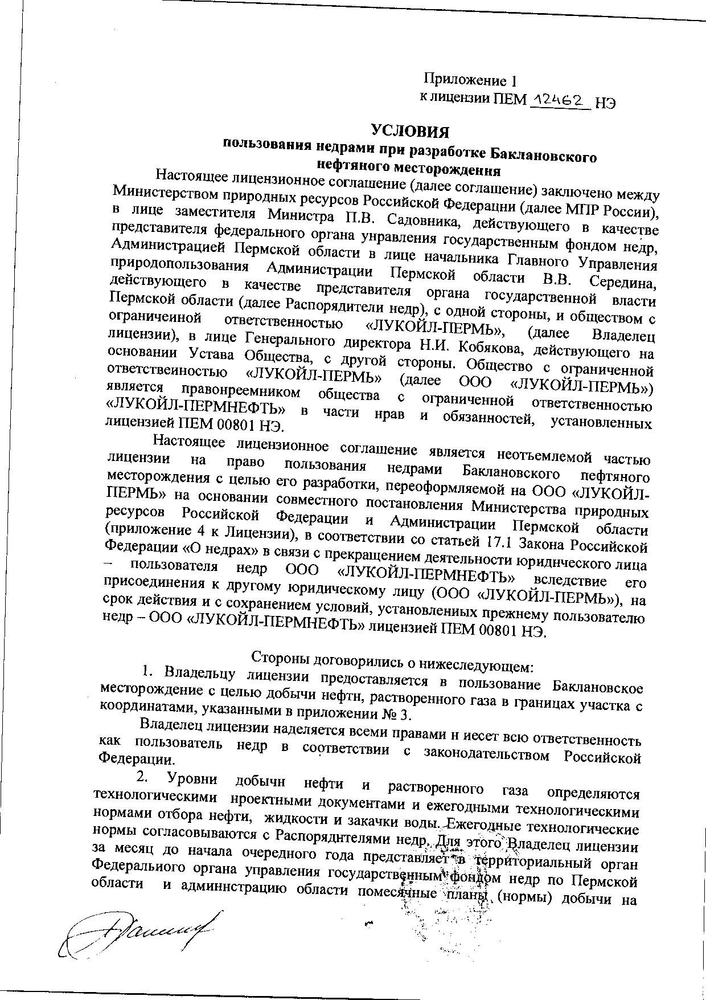 Приложение 1
к лицензии ПЕМ 12462 НЭ
УСЛОВИЯ
пользования недрами при разработке Баклановского
нефтяного месторождения
Настоящее лицензионное соглашение (далее соглашение) заключено между
Министерством природных ресурсов Российской Федерации (далее МПР России),
в лице заместителя Министра П.В. Садовника, действующего в качестве
представителя федерального органа управления государственным фондом недр,
Администрацией Пермской области в лице начальника Главного Управления
природопользования Администрации Пермской области В.В. Середина,
действующего в качестве представителя органа государственной власти
Пермской области (далее Распорядители недр), с одной стороны, и обществом с
ограниченной ответственностью «ЛУКОЙЛ-ПЕРМЬ», (далее Владелец
лицензии), в лице Генерального директора Н.И. Кобякова, действующего на
основании Устава Общества, с другой стороны. Общество с ограниченной
ответственностью «ЛУКОЙЛ-ПЕРМЬ» (далее ООО «ЛУКОЙЛ-ПЕРМЬ»)
является правопреемником общества с ограниченной ответственностью
«ЛУКОЙЛ-ПЕРМНЕФТЬ» в части прав и обязанностей, установленных
лицензией ПЕМ 00801 НЭ.
Настоящее лицензионное соглашение является неотъемлемой частью
лицензии на право пользования недрами Баклановского нефтяного
месторождения с целью его разработки, переоформляемой на ООО «ЛУКОЙЛ-
ПЕРМЬ» на основании совместного постановления Министерства природных
ресурсов Российской Федерации и Администрации Пермской области
(приложение 4 к Лицензии), в соответствии со статьей 17.1 Закона Российской
Федерации «О недрах» в связи с прекращением деятельности юридического лица
– пользователя недр ООО «ЛУКОЙЛ-ПЕРМНЕФТЬ» вследствие его
присоединения к другому юридическому лицу (ООО «ЛУКОЙЛ-ПЕРМЬ»), на
срок действия и с сохранением условий, установленных прежнему пользователю
недр – ООО «ЛУКОЙЛ-ПЕРМНЕФТЬ» лицензией ПЕМ 00801 НЭ.
Стороны договорились о нижеследующем:
1. Владельцу лицензии предоставляется в пользование Баклановское
месторождение с целью добычи нефти, растворенного газа в границах участка с
координатами, указанными в приложении № 3.
Владелец лицензии наделяется всеми правами и несет всю ответственность
как пользователь недр в соответствии с законодательством Российской
Федерации.
2. Уровни добычи нефти и растворенного газа определяются
технологическими проектными документами и ежегодными технологическими
нормами отбора нефти, жидкости и закачки воды. Ежегодные технологические
нормы согласовываются с Распорядителями недр. Для этого Владелец лицензии
за месяц до начала очередного года представляет в территориальный орган
Федерального органа управления государственным фондом недр по Пермской
области и администрацию области помесячные планы (нормы) добычи на